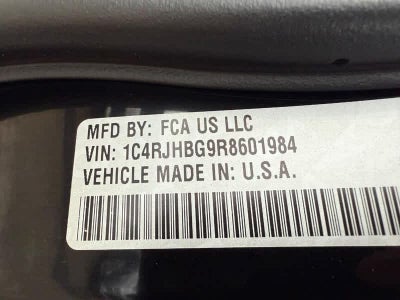 MFD BY: FCA US LLC
VIN: 1C4RJHBG9R8601984
VEHICLE MADE IN: U.S.A.